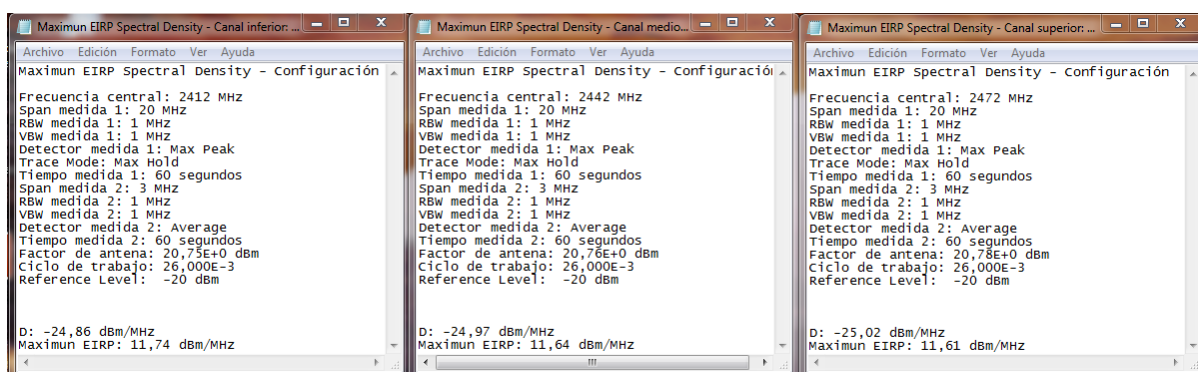 Maximun EIRP Spectral Density - Canal inferior: ...
Archivo Edición Formato Ver Ayuda
Maximun EIRP Spectral Density - Configuración
Frecuencia central: 2412 MHz
Span medida 1: 20 MHz
RBW medida 1: 1 MHz
VBW medida 1: 1 MHz
Detector medida 1: Max Peak
Trace Mode: Max Hold
Tiempo medida 1: 60 segundos
Span medida 2: 3 MHz
RBW medida 2: 1 MHz
VBW medida 2: 1 MHz
Detector medida 2: Average
Tiempo medida 2: 60 segundos
Factor de antena: 20,75E+0 dBm
Ciclo de trabajo: 26,000E-3
Reference Level: -20 dBm
D: -24,86 dBm/MHz
Maximun EIRP: 11,74 dBm/MHz
Maximun EIRP Spectral Density - Canal medio...
Archivo Edición Formato Ver Ayuda
Maximun EIRP Spectral Density - Configuración
Frecuencia central: 2442 MHz
Span medida 1: 20 MHz
RBW medida 1: 1 MHz
VBW medida 1: 1 MHz
Detector medida 1: Max Peak
Trace Mode: Max Hold
Tiempo medida 1: 60 segundos
Span medida 2: 3 MHz
RBW medida 2: 1 MHz
VBW medida 2: 1 MHz
Detector medida 2: Average
Tiempo medida 2: 60 segundos
Factor de antena: 20,76E+0 dBm
Ciclo de trabajo: 26,000E-3
Reference Level: -20 dBm
D: -24,97 dBm/MHz
Maximun EIRP: 11,64 dBm/MHz
Maximun EIRP Spectral Density - Canal superior: ...
Archivo Edición Formato Ver Ayuda
Maximun EIRP Spectral Density - Configuración
Frecuencia central: 2472 MHz
Span medida 1: 20 MHz
RBW medida 1: 1 MHz
VBW medida 1: 1 MHz
Detector medida 1: Max Peak
Trace Mode: Max Hold
Tiempo medida 1: 60 segundos
Span medida 2: 3 MHz
RBW medida 2: 1 MHz
VBW medida 2: 1 MHz
Detector medida 2: Average
Tiempo medida 2: 60 segundos
Factor de antena: 20,78E+0 dBm
Ciclo de trabajo: 26,000E-3
Reference Level: -20 dBm
D: -25,02 dBm/MHz
Maximun EIRP: 11,61 dBm/MHz